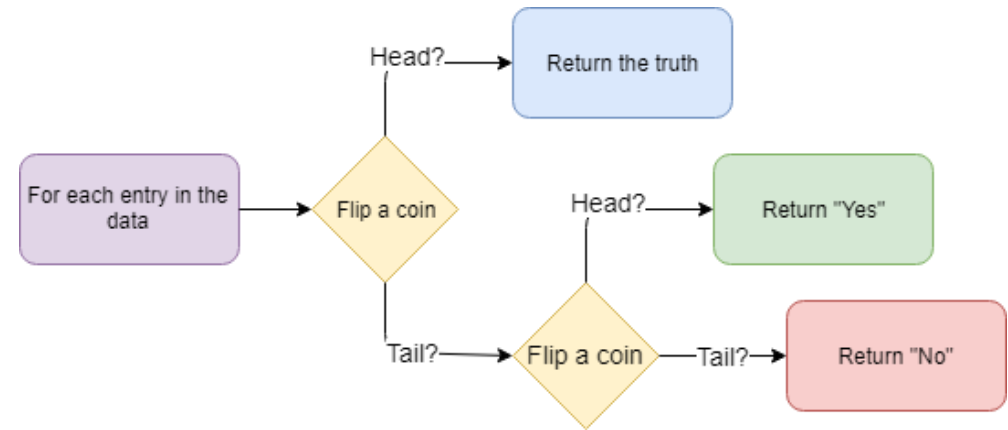 Head?
Return the truth
For each entry in the
data
Flip a coin
Head?
Return "Yes"
Tail?
Flip a coin
Tail?
Return "No"